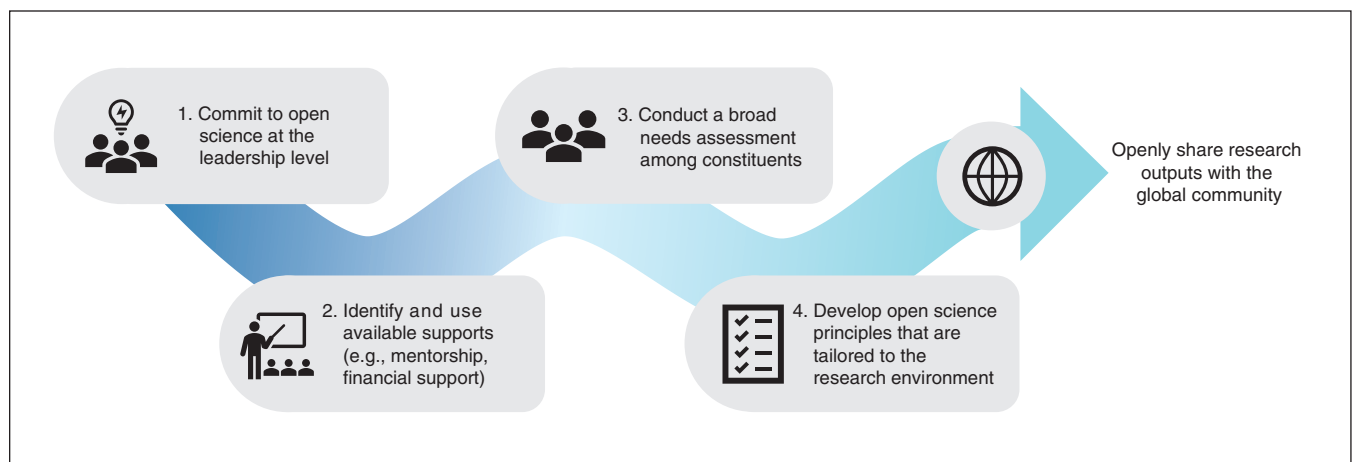 1. Commit to open
science at the
leadership level
2. Identify and use
available supports
(e.g., mentorship,
financial support)
3. Conduct a broad
needs assessment
among constituents
4. Develop open science
principles that are
tailored to the
research environment
Openly share research
outputs with the
global community